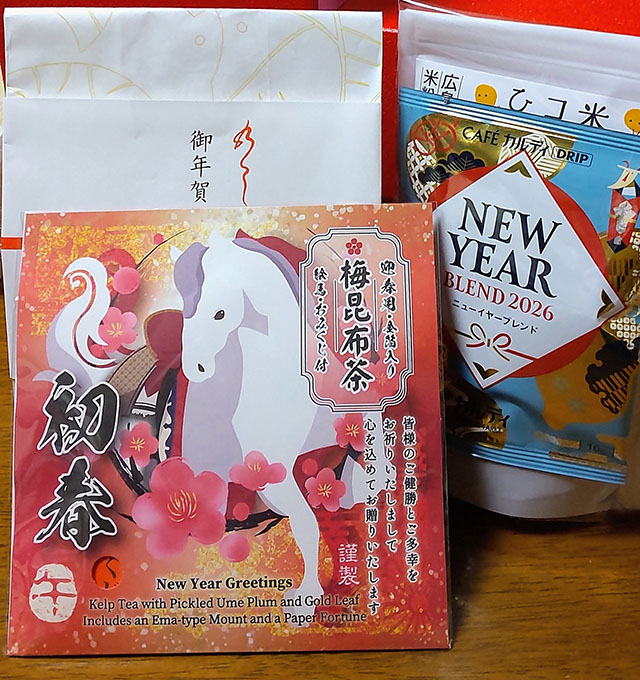 御年賀
迎春用・金箔入り
梅昆布茶
絵馬・おみくじ付
初春
午
皆様のご健勝とご多幸を
お祈りいたしまして
心を込めてお贈りいたします
謹製
New Year Greetings
Kelp Tea with Pickled Ume Plum and Gold Leaf
Includes an Ema-type Mount and a Paper Fortune
ひコ米
CAFÉ カルディ DRIP
NEW
YEAR
BLEND 2026
ニューイヤーブレンド